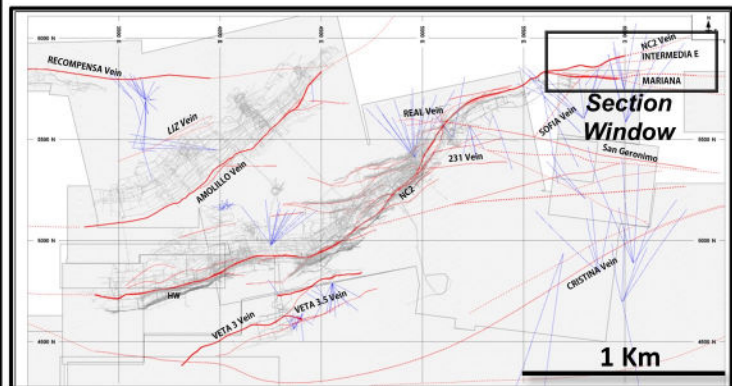 NC2 Vein
RECOMPENSA Vein
INTERMEDIA E
MARIANA
LIZ Vein
REAL Vein
SOFIA Vein
Section
Window
AMOLILLO Vein
231 Vein
San Geronimo
NC2
CRISTINA Vein
HW
VETA 3 Vein
VETA 3.5 Vein
1 Km